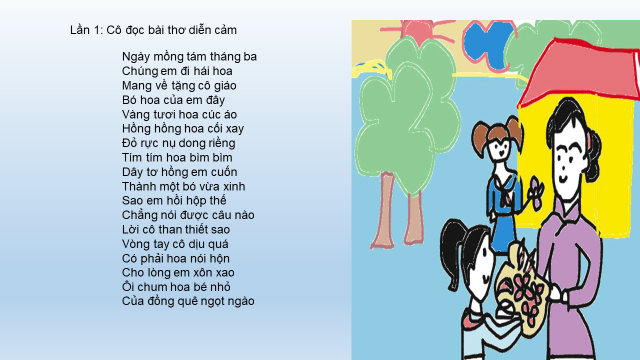 Lần 1: Cô đọc bài thơ diễn cảm
Ngày mồng tám tháng ba
Chúng em đi hái hoa
Mang về tặng cô giáo
Bó hoa của em đây
Vàng tươi hoa cúc áo
Hồng hồng hoa cối xay
Đỏ rực nụ dong riềng
Tím tím hoa bìm bìm
Dây tơ hồng em cuốn
Thành một bó vừa xinh
Sao em hồi hộp thế
Chẳng nói được câu nào
Lời cô than thiết sao
Vòng tay cô dịu quá
Có phải hoa nói hộn
Cho lòng em xôn xao
Ôi chum hoa bé nhỏ
Của đồng quê ngọt ngào